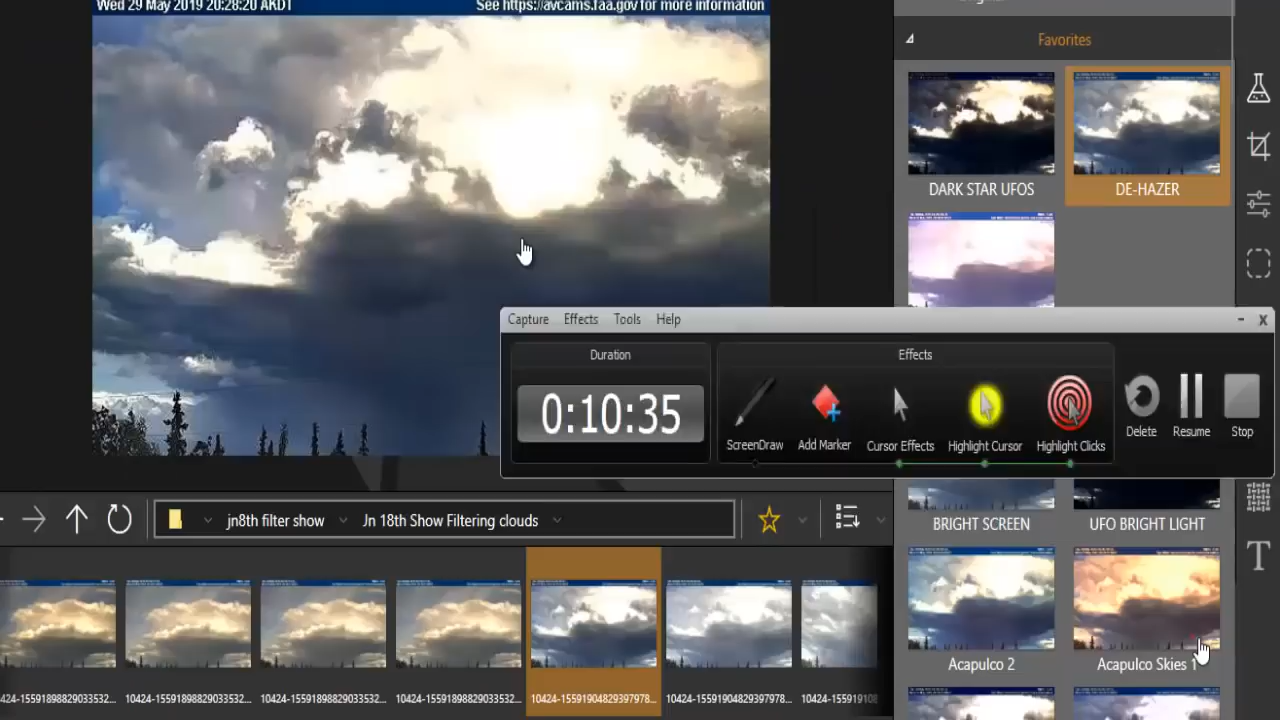 Wed 29 May 2019 20:28:20 AKDT
See https://avcams.faa.gov for more information
Favorites
DARK STAR UFOS
DE-HAZER
Capture Effects Tools Help
- X
Duration
Effects
0:10:35
ScreenDraw
Add Marker
Cursor Effects
Highlight Cursor
Highlight Clicks
Delete
Resume
Stop
BRIGHT SCREEN
UFO BRIGHT LIGHT
jn8th filter show
Jn 18th Show Filtering clouds
T
Acapulco 2
Acapulco Skies 1
10424-15591898829033532...
10424-15591898829033532...
10424-15591898829033532...
10424-15591898829033532...
10424-15591904829397978...
10424-15591904829397978...
10424-155919108